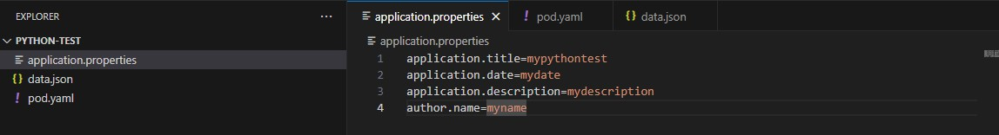 EXPLORER
PYTHON-TEST
application.properties
{} data.json
! pod.yaml
application.properties
! pod.yaml
{} data.json
application.properties
1 application.title=mypythontest
2 application.date=mydate
3 application.description=mydescription
4 author.name=myname